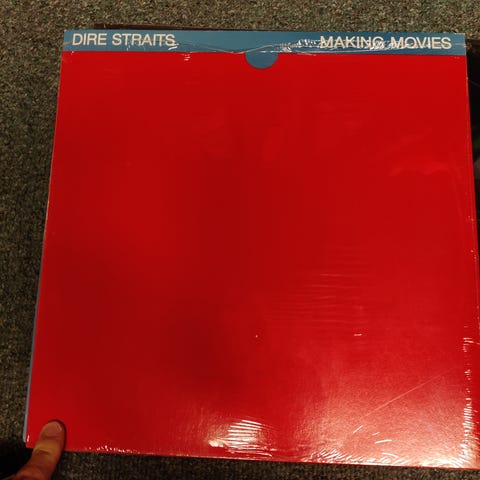 DIRE STRAITS MAKING MOVIES